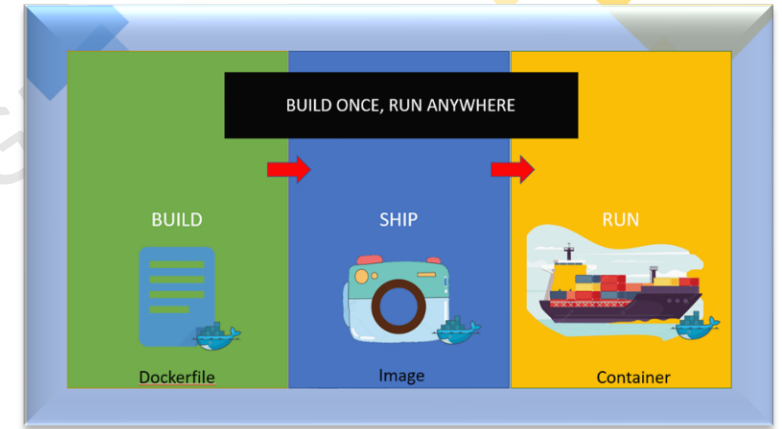 BUILD ONCE, RUN ANYWHERE
BUILD
SHIP
RUN
Dockerfile
Image
Container